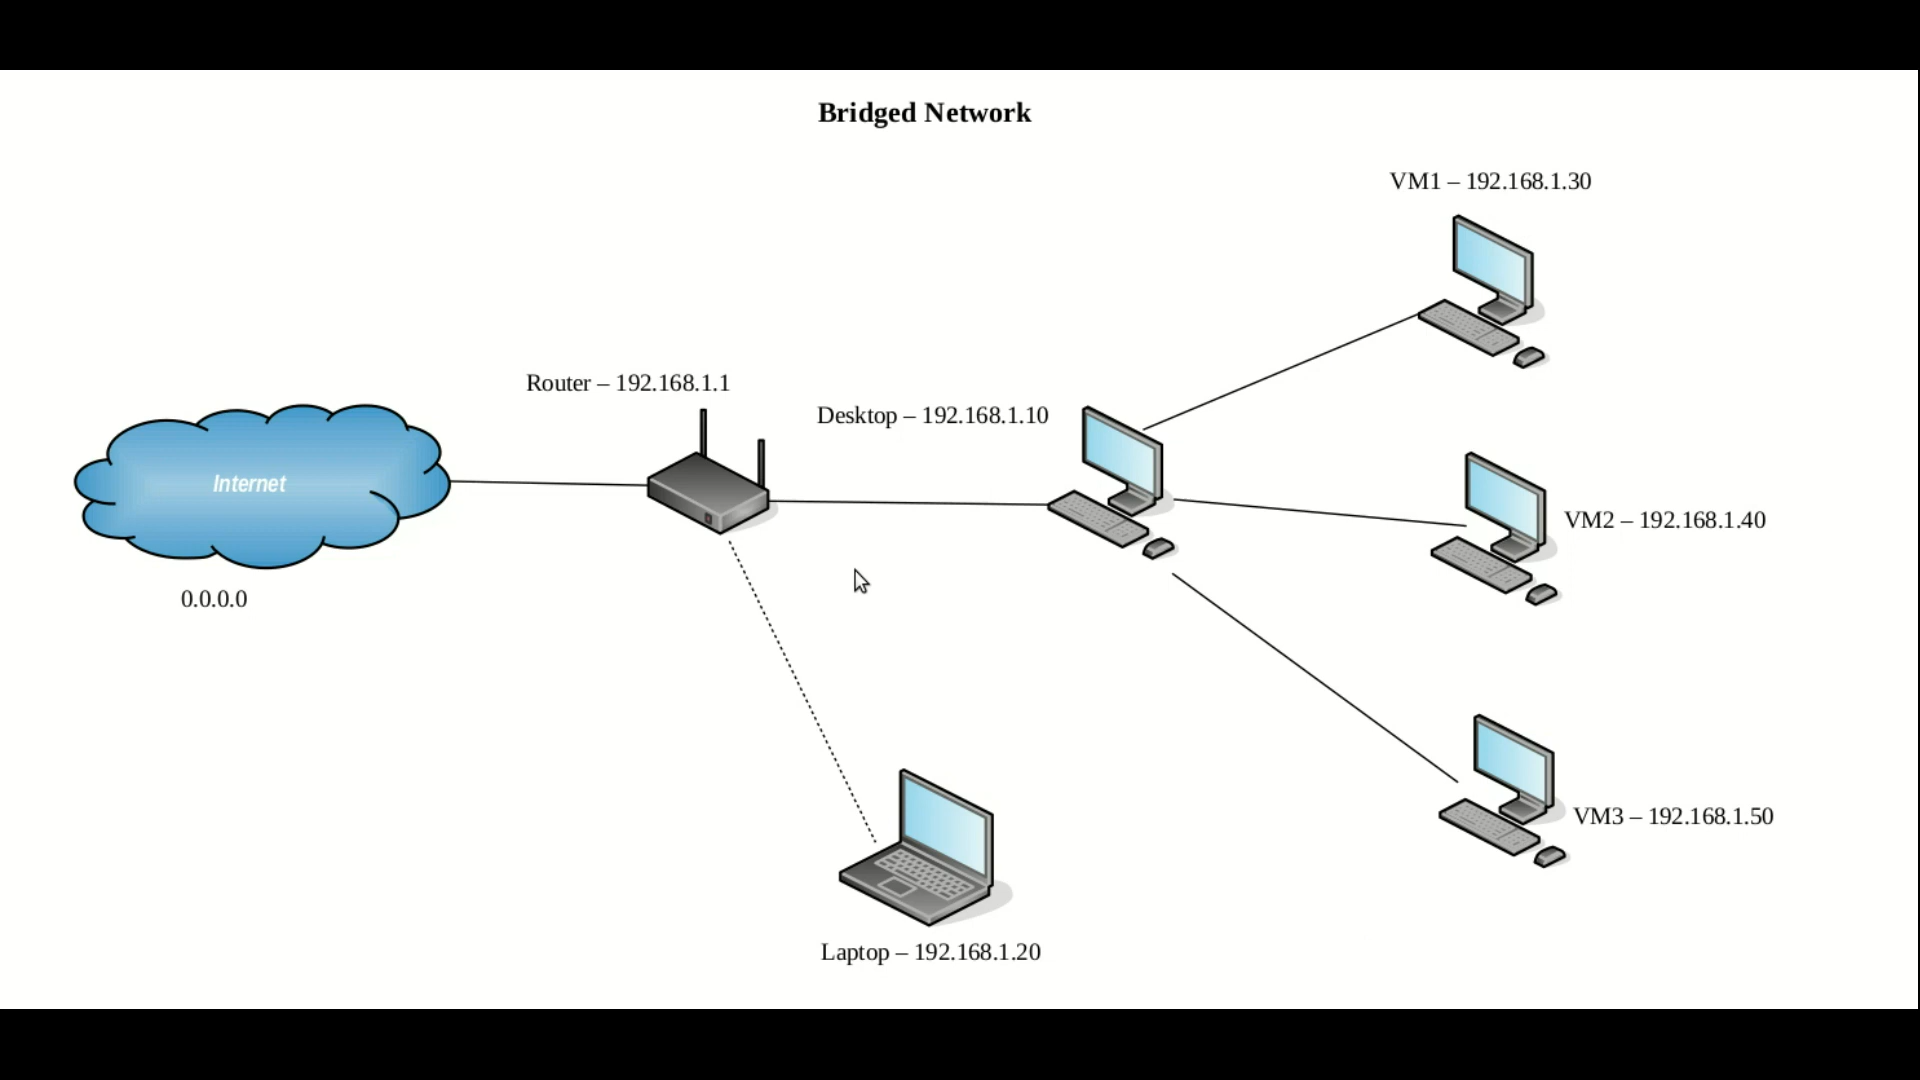 Bridged Network
VM1 – 192.168.1.30
Router – 192.168.1.1
Desktop – 192.168.1.10
Internet
VM2 – 192.168.1.40
0.0.0.0
VM3 – 192.168.1.50
Laptop – 192.168.1.20